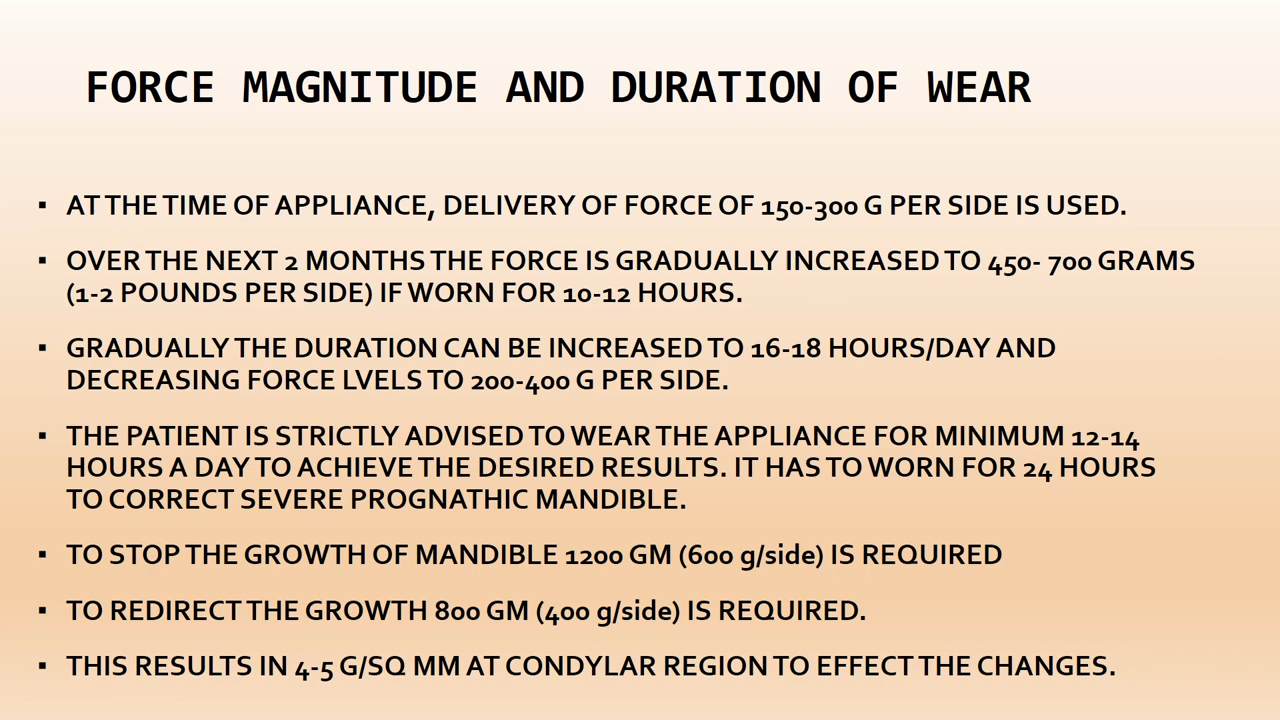 FORCE MAGNITUDE AND DURATION OF WEAR
▪ AT THE TIME OF APPLIANCE, DELIVERY OF FORCE OF 150-300 G PER SIDE IS USED.
▪ OVER THE NEXT 2 MONTHS THE FORCE IS GRADUALLY INCREASED TO 450- 700 GRAMS
(1-2 POUNDS PER SIDE) IF WORN FOR 10-12 HOURS.
▪ GRADUALLY THE DURATION CAN BE INCREASED TO 16-18 HOURS/DAY AND
DECREASING FORCE LVELS TO 200-400 G PER SIDE.
▪ THE PATIENT IS STRICTLY ADVISED TO WEAR THE APPLIANCE FOR MINIMUM 12-14
HOURS A DAY TO ACHIEVE THE DESIRED RESULTS. IT HAS TO WORN FOR 24 HOURS
TO CORRECT SEVERE PROGNATHIC MANDIBLE.
▪ TO STOP THE GROWTH OF MANDIBLE 1200 GM (600 g/side) IS REQUIRED
▪ TO REDIRECT THE GROWTH 800 GM (400 g/side) IS REQUIRED.
▪ THIS RESULTS IN 4-5 G/SQ MM AT CONDYLAR REGION TO EFFECT THE CHANGES.